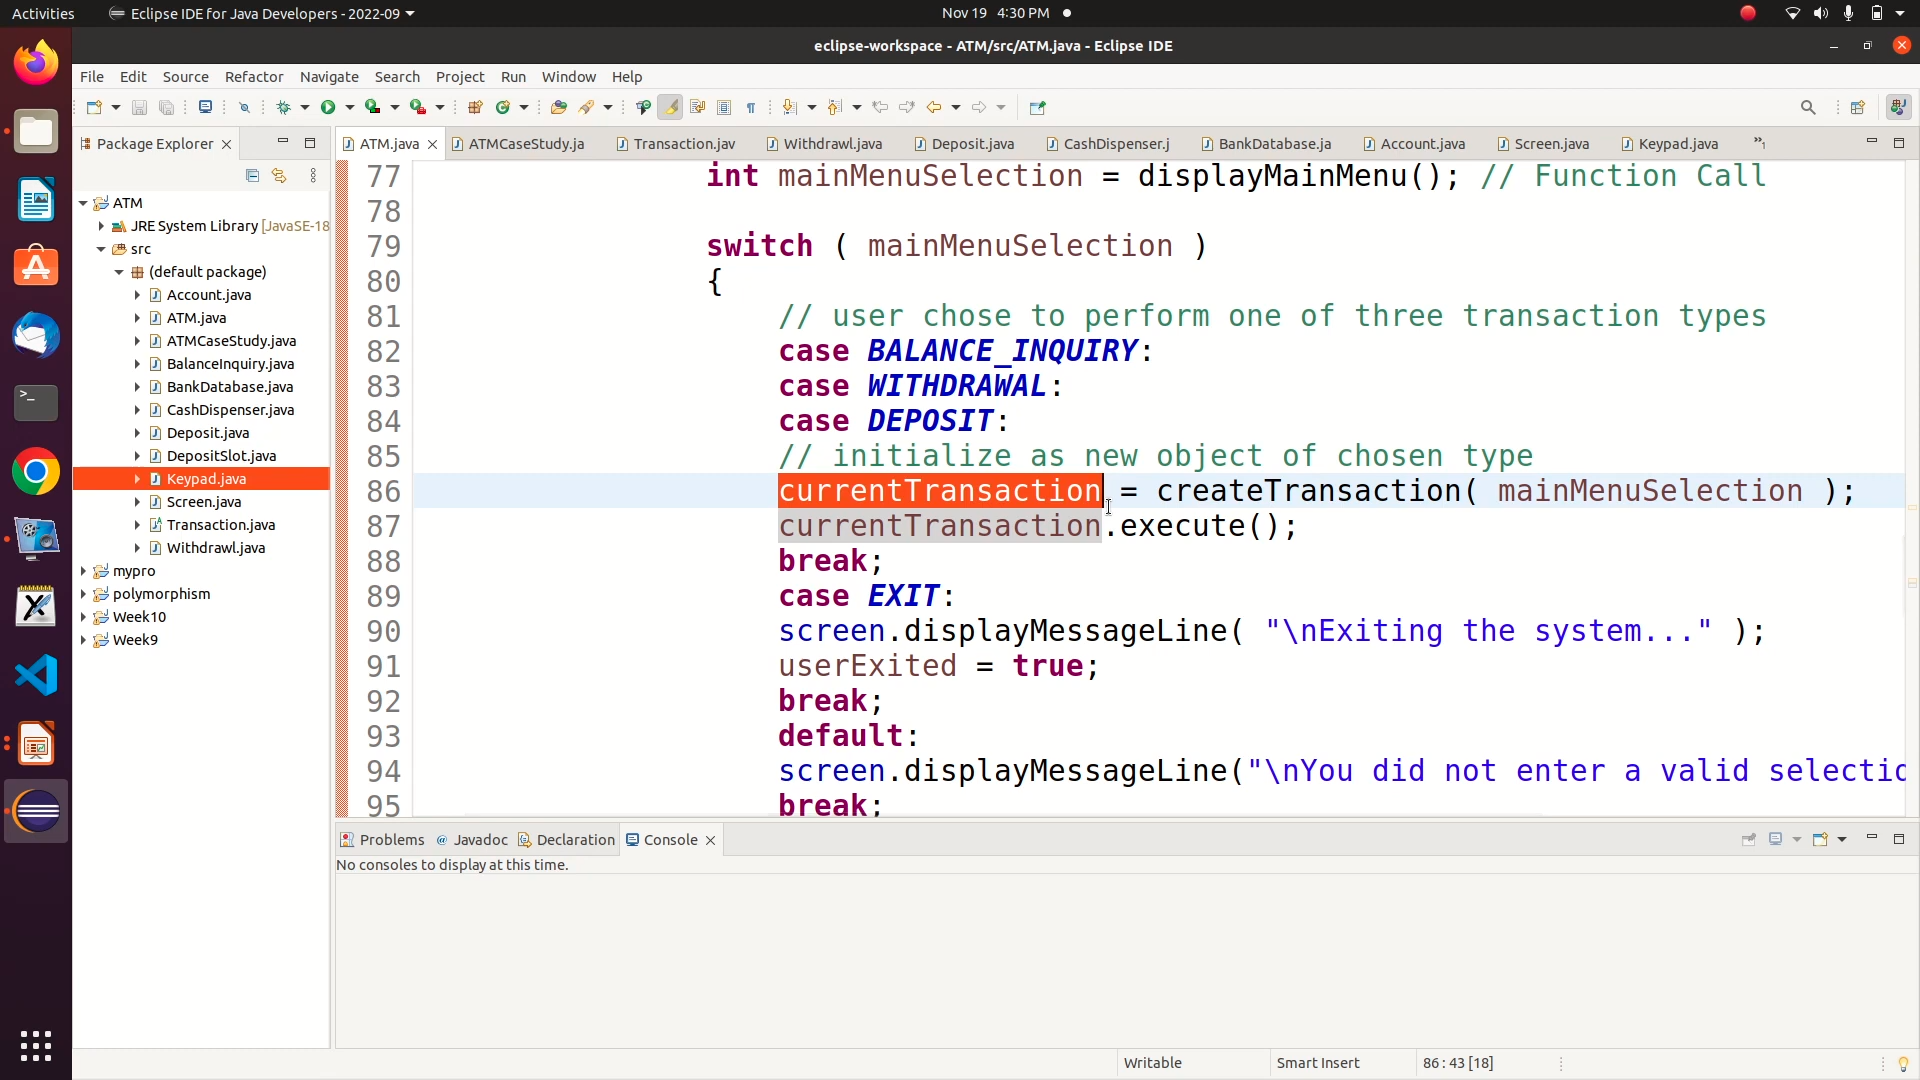 Activities
Eclipse IDE for Java Developers - 2022-09
Nov 19 4:30 PM
eclipse-workspace - ATM/src/ATM.java - Eclipse IDE
File Edit Source Refactor Navigate Search Project Run Window Help
Package Explorer
ATM.java
ATMCaseStudy.ja
Transaction.jav
Withdrawl.java
Deposit.java
CashDispenser.j
BankDatabase.ja
Account.java
Screen.java
Keypad.java
ATM
JRE System Library [JavaSE-18
src
(default package)
Account.java
ATM.java
ATMCaseStudy.java
BalanceInquiry.java
BankDatabase.java
CashDispenser.java
Deposit.java
DepositSlot.java
Keypad.java
Screen.java
Transaction.java
Withdrawl.java
mypro
polymorphism
Week10
Week9
77 int mainMenuSelection = displayMainMenu(); // Function Call
78
79 switch ( mainMenuSelection )
80 {
81 // user chose to perform one of three transaction types
82 case BALANCE_INQUIRY:
83 case WITHDRAWAL:
84 case DEPOSIT:
85 // initialize as new object of chosen type
86 currentTransaction = createTransaction( mainMenuSelection );
87 currentTransaction.execute();
88 break;
89 case EXIT:
90 screen.displayMessageLine( "\nExiting the system..." );
91 userExited = true;
92 break;
93 default:
94 screen.displayMessageLine("\nYou did not enter a valid selectio
95 break;
Problems
Javadoc
Declaration
Console
No consoles to display at this time.
Writable
Smart Insert
86 : 43 [18]